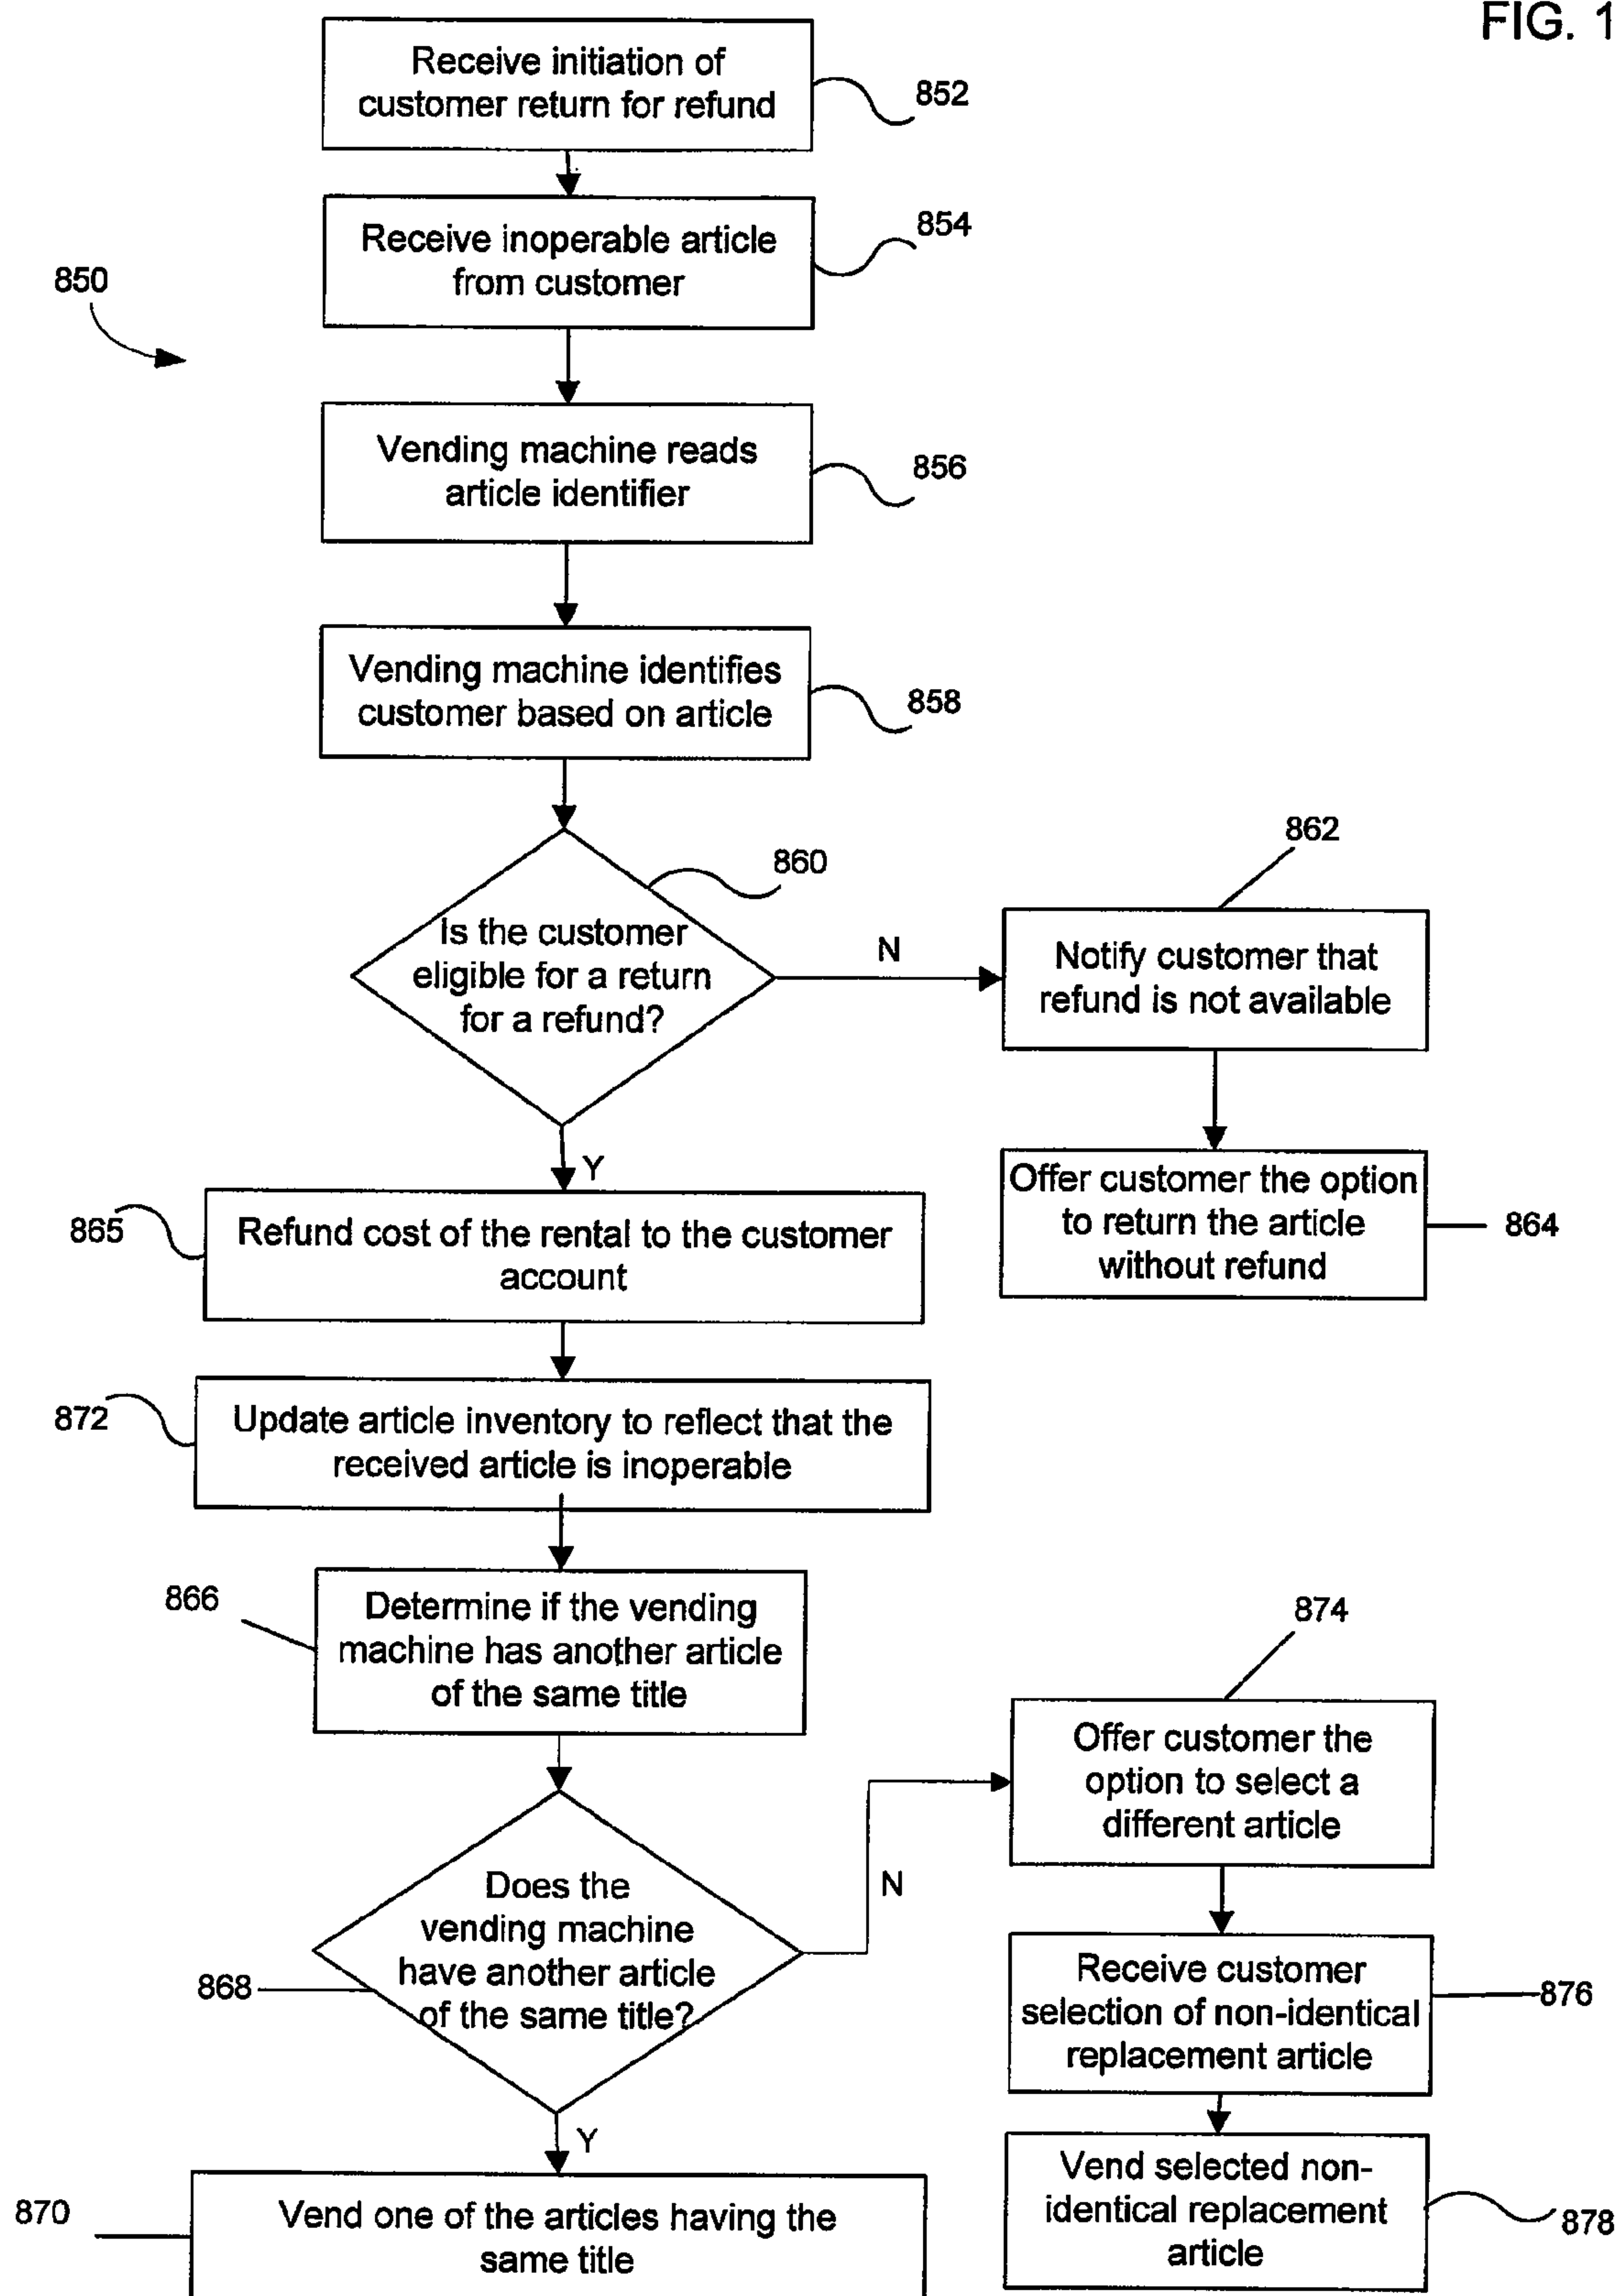 FIG. 1
Receive initiation of
customer return for refund
852
Receive inoperable article
from customer
854
850
Vending machine reads
article identifier
856
Vending machine identifies
customer based on article
858
860
Is the customer
eligible for a return
for a refund?
N
862
Notify customer that
refund is not available
Y
Offer customer the option
to return the article
without refund
864
865
Refund cost of the rental to the customer
account
872
Update article inventory to reflect that the
received article is inoperable
866
Determine if the vending
machine has another article
of the same title
874
Offer customer the
option to select a
different article
N
Does the
vending machine
have another article
of the same title?
868
Receive customer
selection of non-identical
replacement article
876
Y
Vend selected non-
identical replacement
article
878
870
Vend one of the articles having the
same title